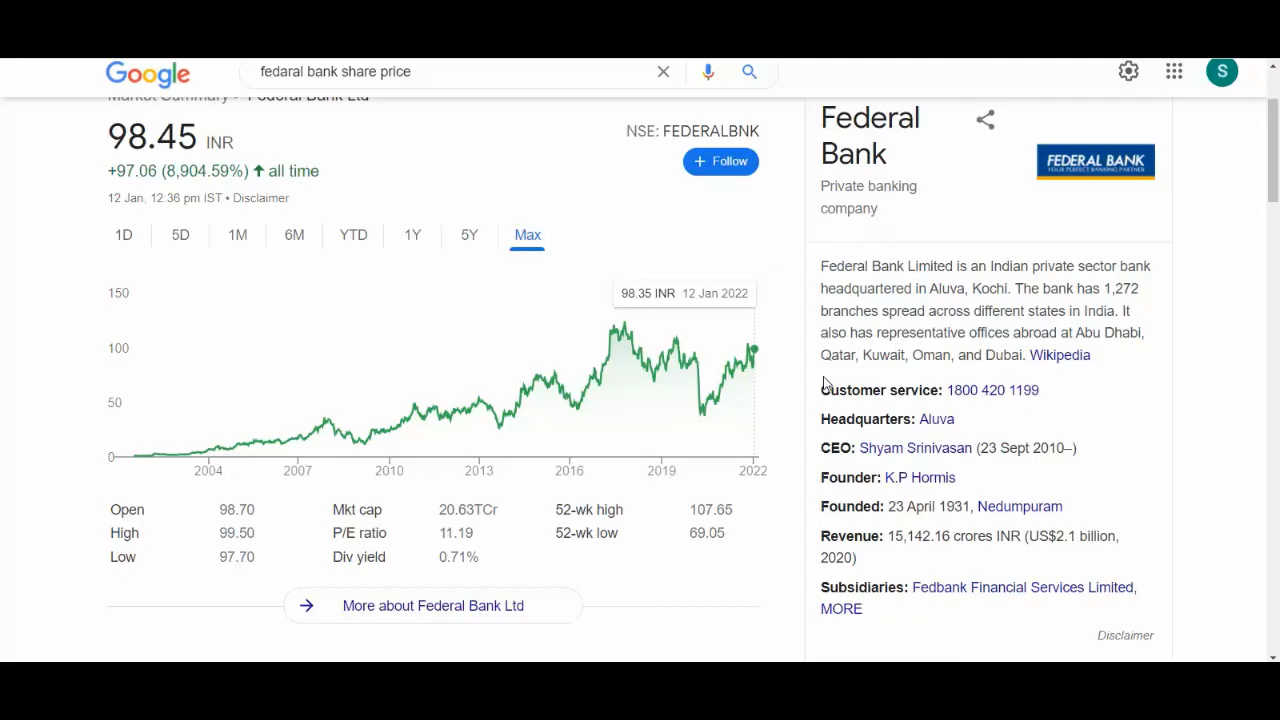 Google
fedaral bank share price
S
Market Summary > Federal Bank Ltd
98.45 INR
+97.06 (8,904.59%) ↑ all time
12 Jan, 12.36 pm IST • Disclaimer
NSE: FEDERALBNK
+ Follow
1D 5D 1M 6M YTD 1Y 5Y Max
98.35 INR 12 Jan 2022
150
100
50
0
2004 2007 2010 2013 2016 2019 2022
Open 98.70 Mkt cap 20.63TCr 52-wk high 107.65
High 99.50 P/E ratio 11.19 52-wk low 69.05
Low 97.70 Div yield 0.71%
More about Federal Bank Ltd
Federal
Bank
FEDERAL BANK
YOUR PERFECT BANKING PARTNER
Private banking
company
Federal Bank Limited is an Indian private sector bank
headquartered in Aluva, Kochi. The bank has 1,272
branches spread across different states in India. It
also has representative offices abroad at Abu Dhabi,
Qatar, Kuwait, Oman, and Dubai. Wikipedia
Customer service: 1800 420 1199
Headquarters: Aluva
CEO: Shyam Srinivasan (23 Sept 2010–)
Founder: K.P Hormis
Founded: 23 April 1931, Nedumpuram
Revenue: 15,142.16 crores INR (US$2.1 billion,
2020)
Subsidiaries: Fedbank Financial Services Limited,
MORE
Disclaimer